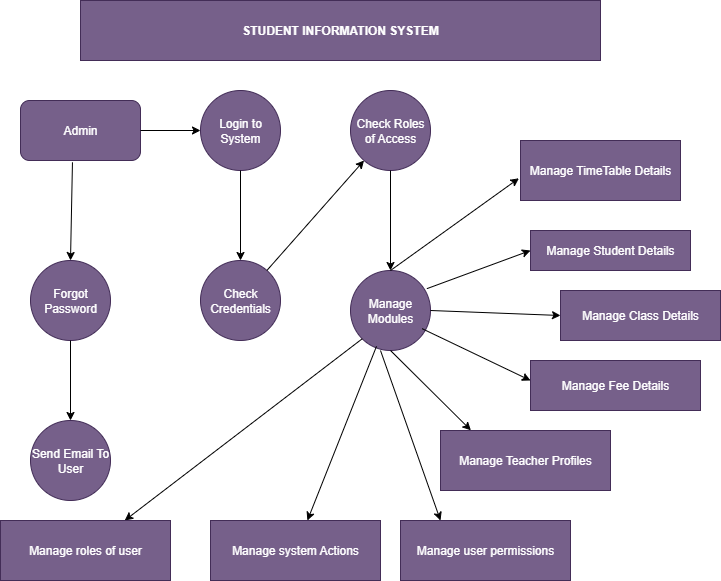 STUDENT INFORMATION SYSTEM
Admin
Login to
System
Check Roles
of Access
Manage TimeTable Details
Manage Student Details
Forgot
Password
Check
Credentials
Manage
Modules
Manage Class Details
Manage Fee Details
Send Email To
User
Manage Teacher Profiles
Manage roles of user
Manage system Actions
Manage user permissions